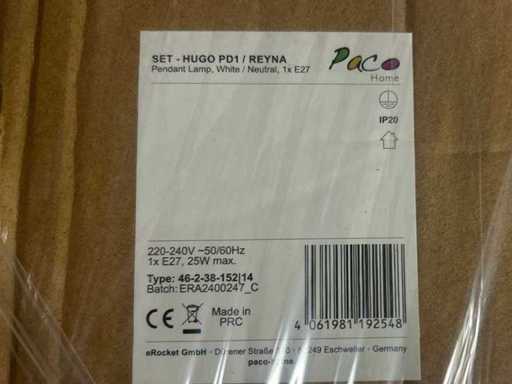 SET - HUGO PD1 / REYNA
Pendant Lamp, White / Neutral, 1x E27
Paco
Home
IP20
220-240V ~50/60Hz
1x E27, 25W max.
Type: 46-2-38-152|14
Batch: ERA2400247_C
CE
Made in
PRC
4 061981 192548
eRocket GmbH - Straße - Eschweiler - Germany